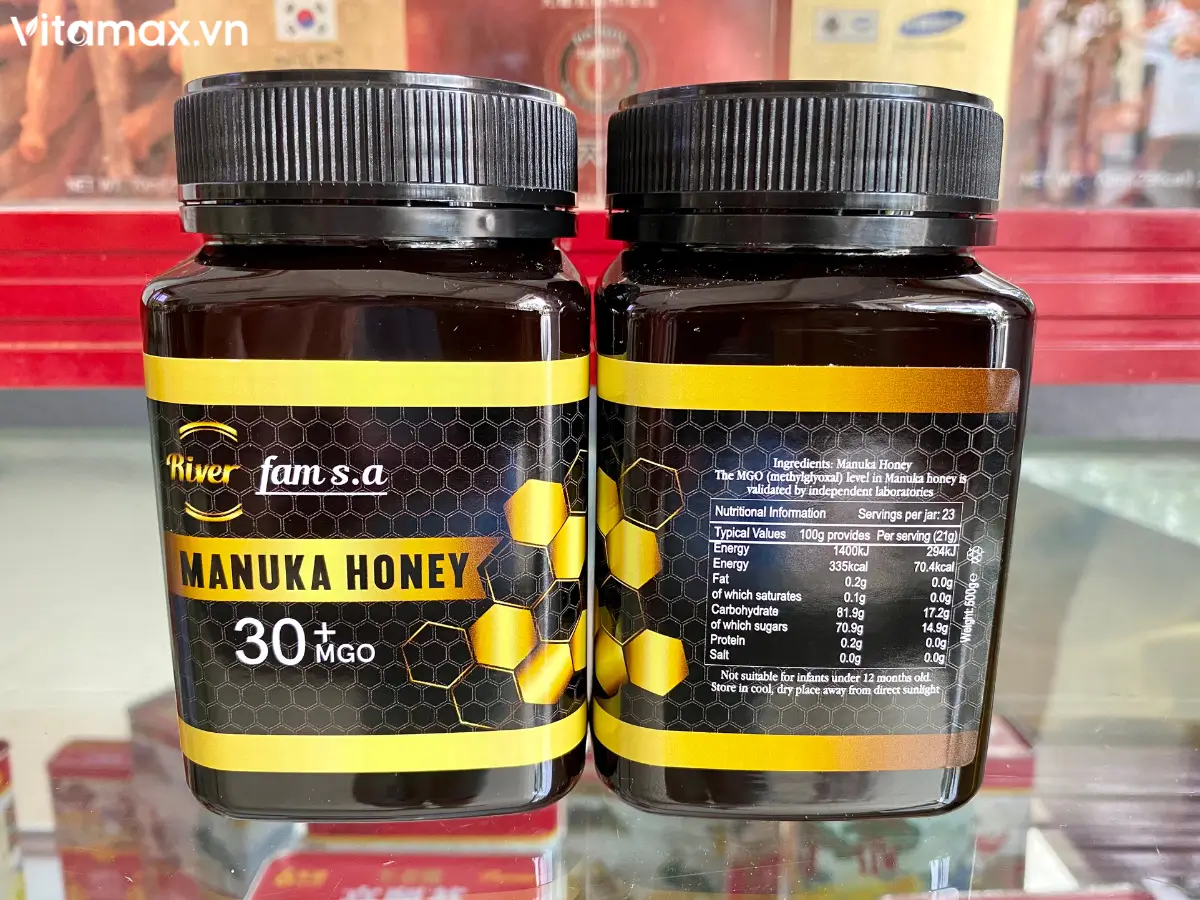 Vitamax.vn
River fam s.a
MANUKA HONEY
30+
MGO
Ingredients: Manuka Honey
The MGO (methylglyoxal) level in Manuka honey is
validated by independent laboratories
Nutritional Information Servings per jar: 23
Typical Values 100g provides Per serving (21g)
Energy 1400kJ 294kJ
Energy 335kcal 70.4kcal
Fat 0.2g 0.0g
of which saturates 0.1g 0.0g
Carbohydrate 81.9g 17.2g
of which sugars 70.9g 14.9g
Protein 0.2g 0.0g
Salt 0.0g 0.0g
Weight: 500g℮
Not suitable for infants under 12 months old.
Store in cool, dry place away from direct sunlight